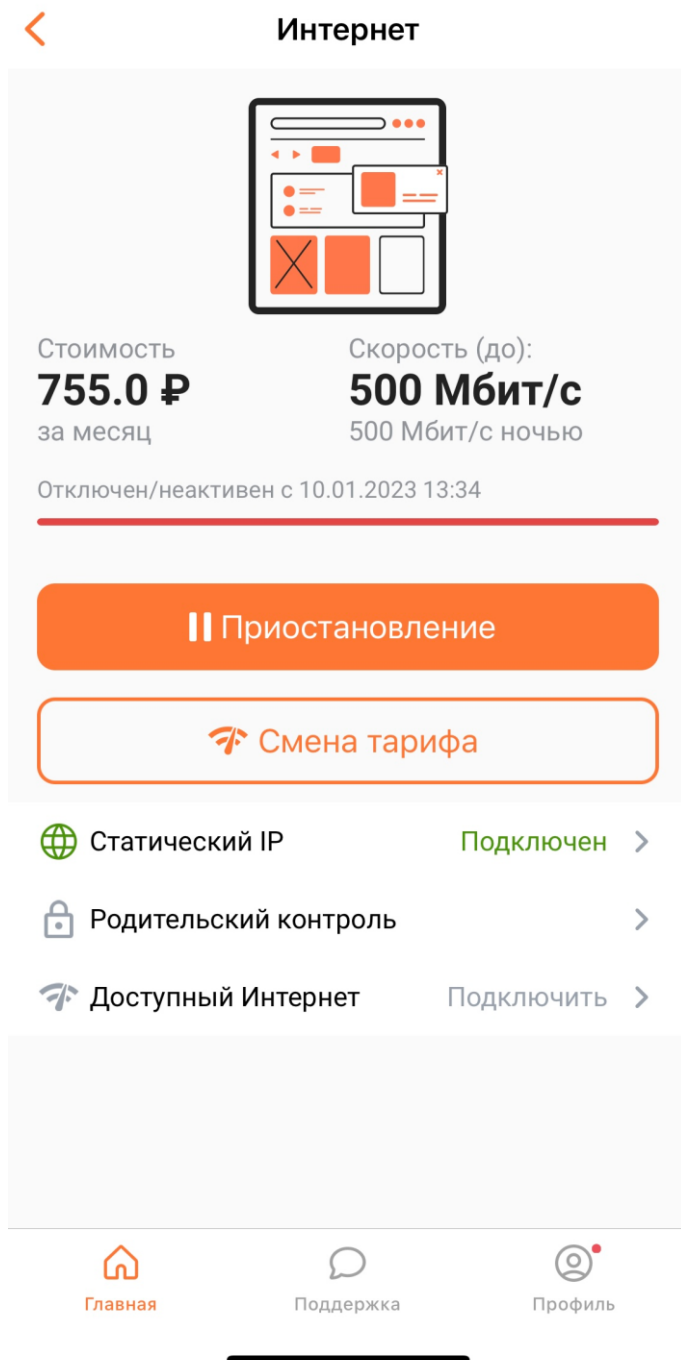 Интернет
Стоимость
755.0 ₽
за месяц
Скорость (до):
500 Мбит/с
500 Мбит/с ночью
Отключен/неактивен с 10.01.2023 13:34
Приостановление
Смена тарифа
Статический IP Подключен
Родительский контроль
Доступный Интернет Подключить
Главная Поддержка Профиль